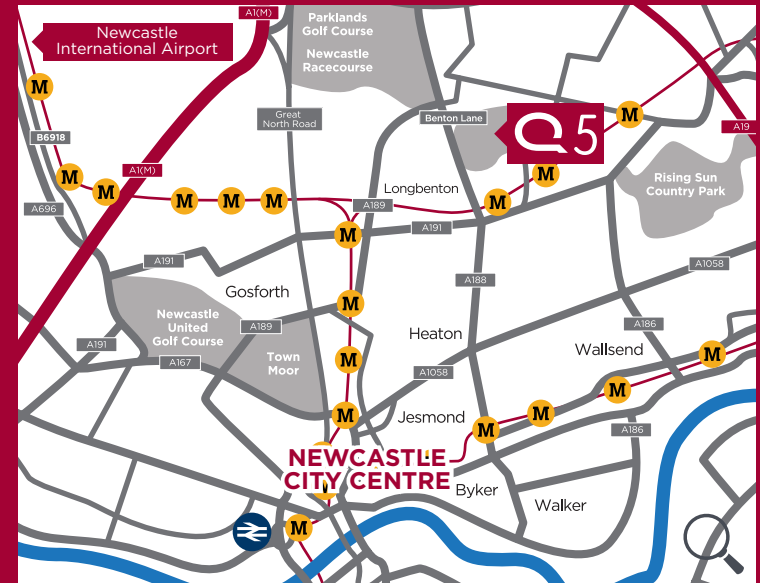 A1(M)
Newcastle
International Airport
Parklands
Golf Course
Newcastle
Racecourse
M
Great
North Road
Benton Lane
Q5
M
A19
B6918
A1(M)
M
M
M
M
M
M
M
Longbenton
Rising Sun
Country Park
A696
A189
M
A191
M
A191
A1058
Gosforth
A188
M
Newcastle
United
Golf Course
A189
Heaton
A186
A191
A167
Town
Moor
M
A1058
Wallsend
M
M
M
Jesmond
M
M
A186
NEWCASTLE
CITY CENTRE
Byker
Walker
M